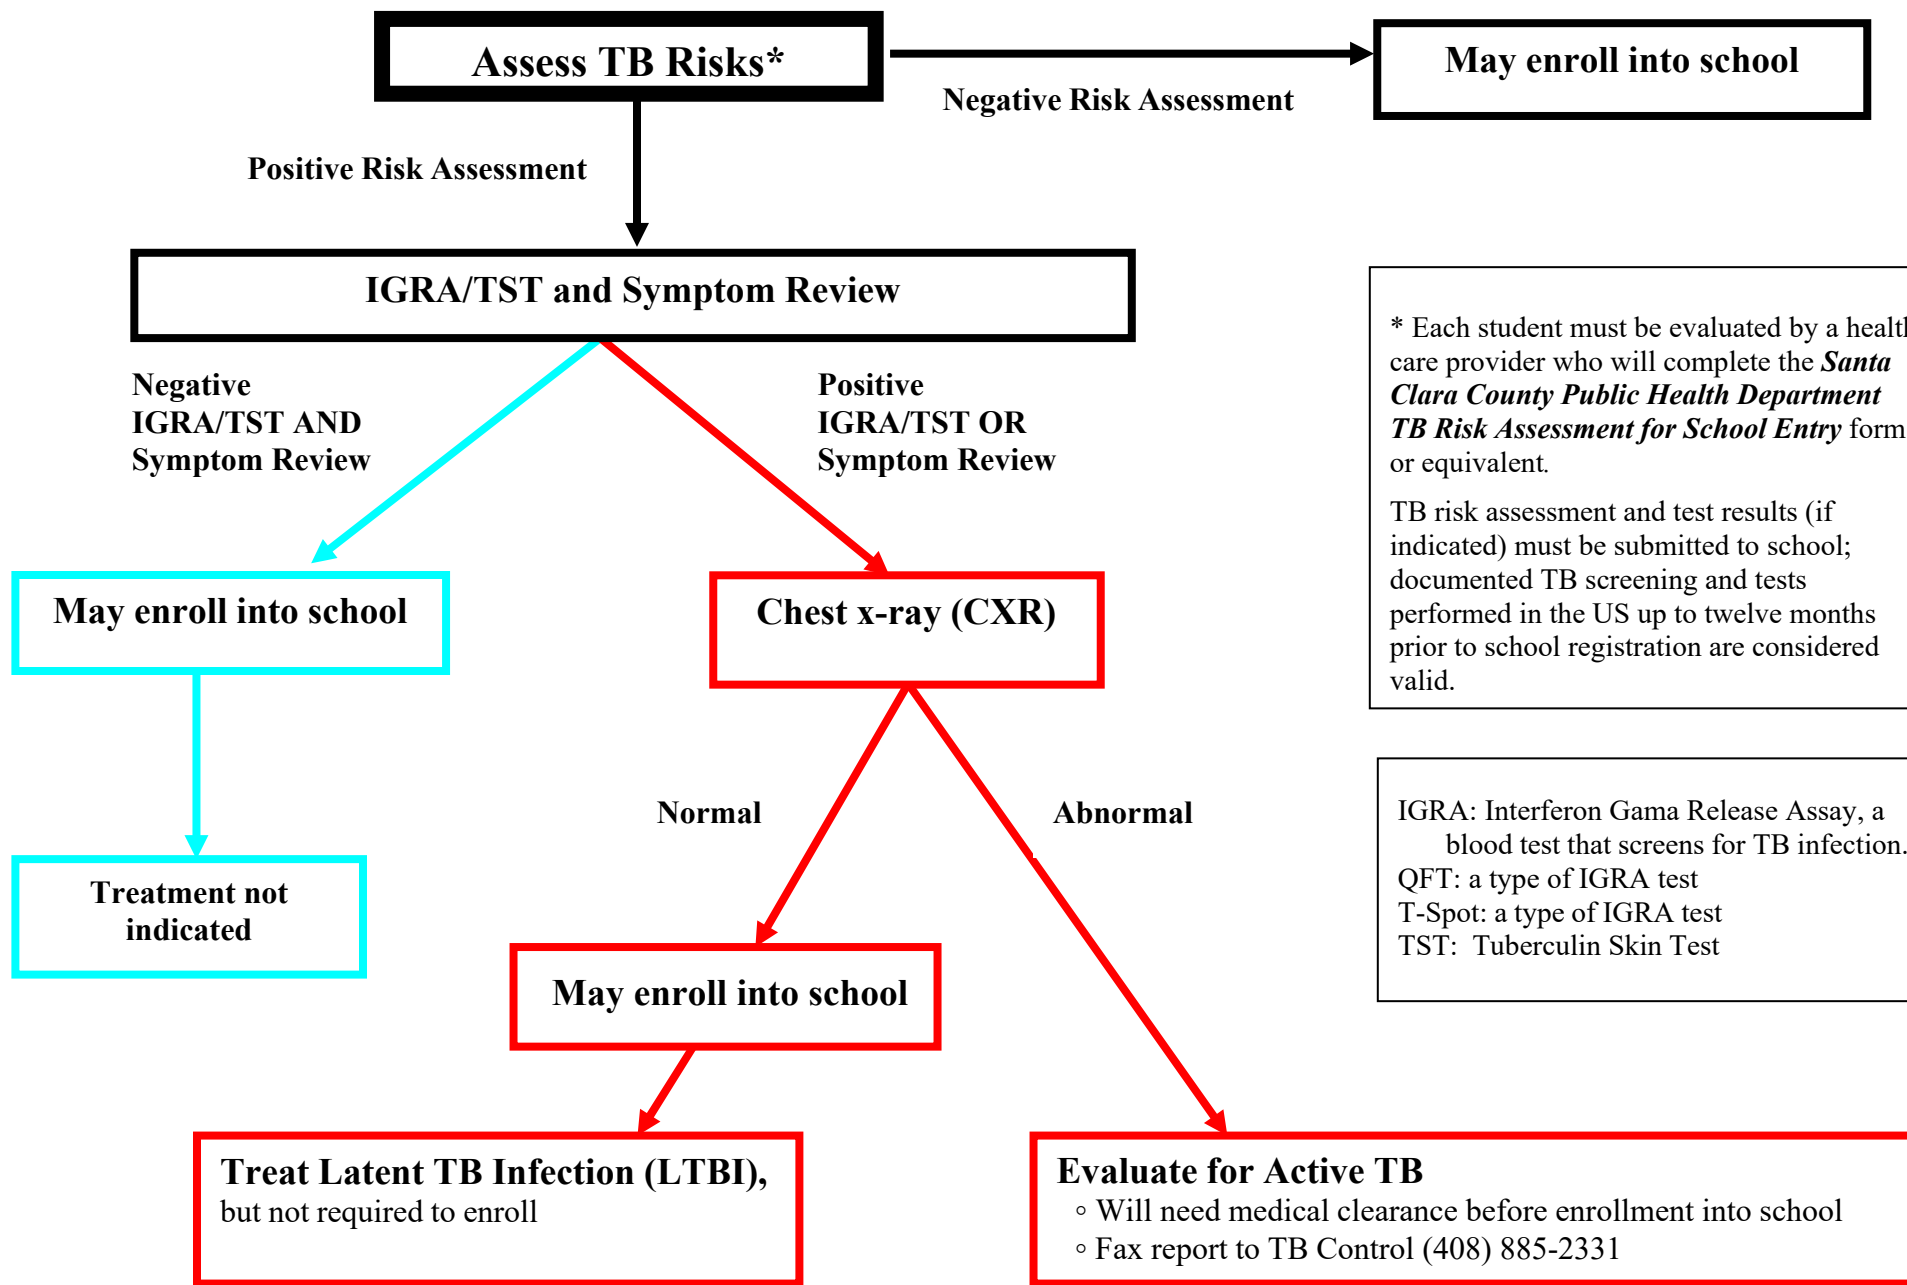 Assess TB Risks*
May enroll into school
Negative Risk Assessment
Positive Risk Assessment
IGRA/TST and Symptom Review
Negative
IGRA/TST AND
Symptom Review
Positive
IGRA/TST OR
Symptom Review
* Each student must be evaluated by a health
care provider who will complete the Santa
Clara County Public Health Department
TB Risk Assessment for School Entry form
or equivalent.
TB risk assessment and test results (if
indicated) must be submitted to school;
documented TB screening and tests
performed in the US up to twelve months
prior to school registration are considered
valid.
May enroll into school
Chest x-ray (CXR)
Normal
Abnormal
IGRA: Interferon Gama Release Assay, a
blood test that screens for TB infection.
QFT: a type of IGRA test
T-Spot: a type of IGRA test
TST: Tuberculin Skin Test
Treatment not
indicated
May enroll into school
Treat Latent TB Infection (LTBI),
but not required to enroll
Evaluate for Active TB
◦ Will need medical clearance before enrollment into school
◦ Fax report to TB Control (408) 885-2331